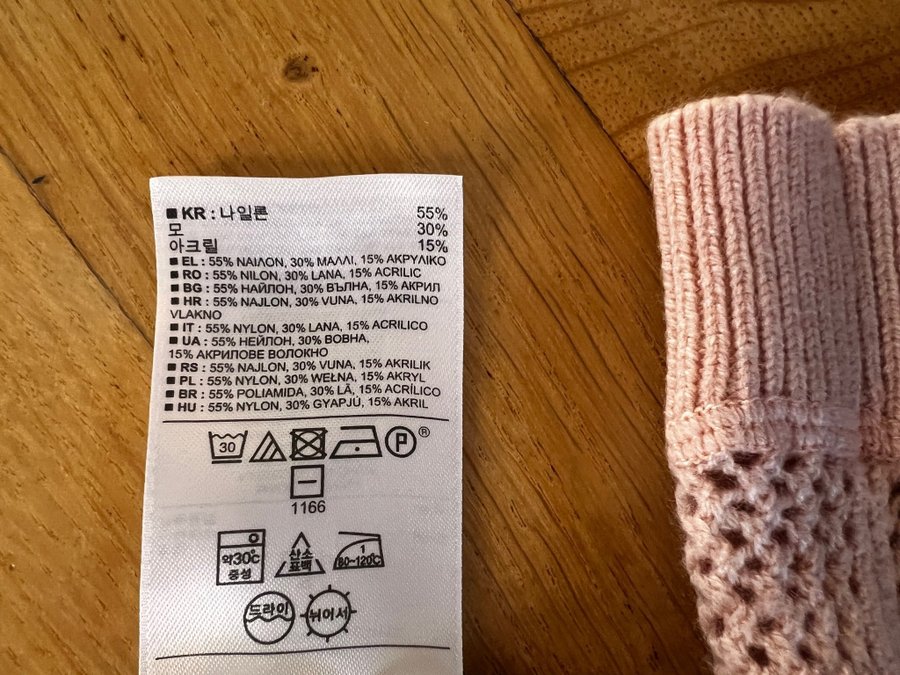 ■ KR : 나일론 55%
모 30%
아크릴 15%
■ EL : 55% ΝΑΙΛΟΝ, 30% ΜΑΛΛΙ, 15% ΑΚΡΥΛΙΚΟ
■ RO : 55% NILON, 30% LANA, 15% ACRILIC
■ BG : 55% НАЙЛОН, 30% ВЪЛНА, 15% АКРИЛ
■ HR : 55% NAJLON, 30% VUNA, 15% AKRILNO
VLAKNO
■ IT : 55% NYLON, 30% LANA, 15% ACRILICO
■ UA : 55% НЕЙЛОН, 30% ВОВНА,
15% АКРИЛОВЕ ВОЛОКНО
■ RS : 55% NAJLON, 30% VUNA, 15% AKRILIK
■ PL : 55% NYLON, 30% WEŁNA, 15% AKRYL
■ BR : 55% POLIAMIDA, 30% LÃ, 15% ACRÍLICO
■ HU : 55% NYLON, 30% GYAPJÚ, 15% AKRIL
30 P ®
1166
약30℃ 중성 산소 표백 1 80~120℃
드라이 뉘어서